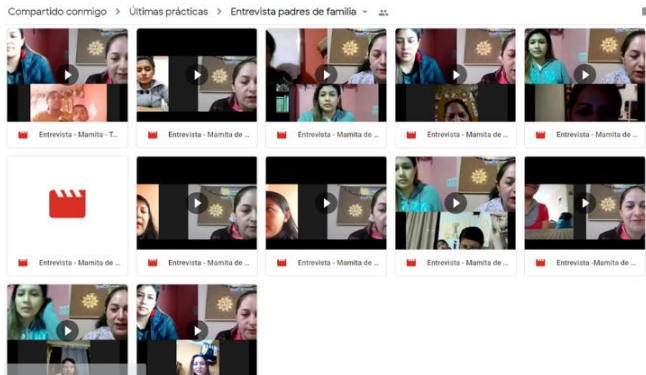 Compartido conmigo > Últimas prácticas > Entrevista padres de familia
Entrevista - Mamita - T...
Entrevista - Mamita de ...
Entrevista - Mamita de ...
Entrevista - Mamita de ...
Entrevista - Mamita de ...
Entrevista - Mamita de ...
Entrevista - Mamita de ...
Entrevista - Mamita de ...
Entrevista - Mamita de ...
Entrevista -Mamita de ...